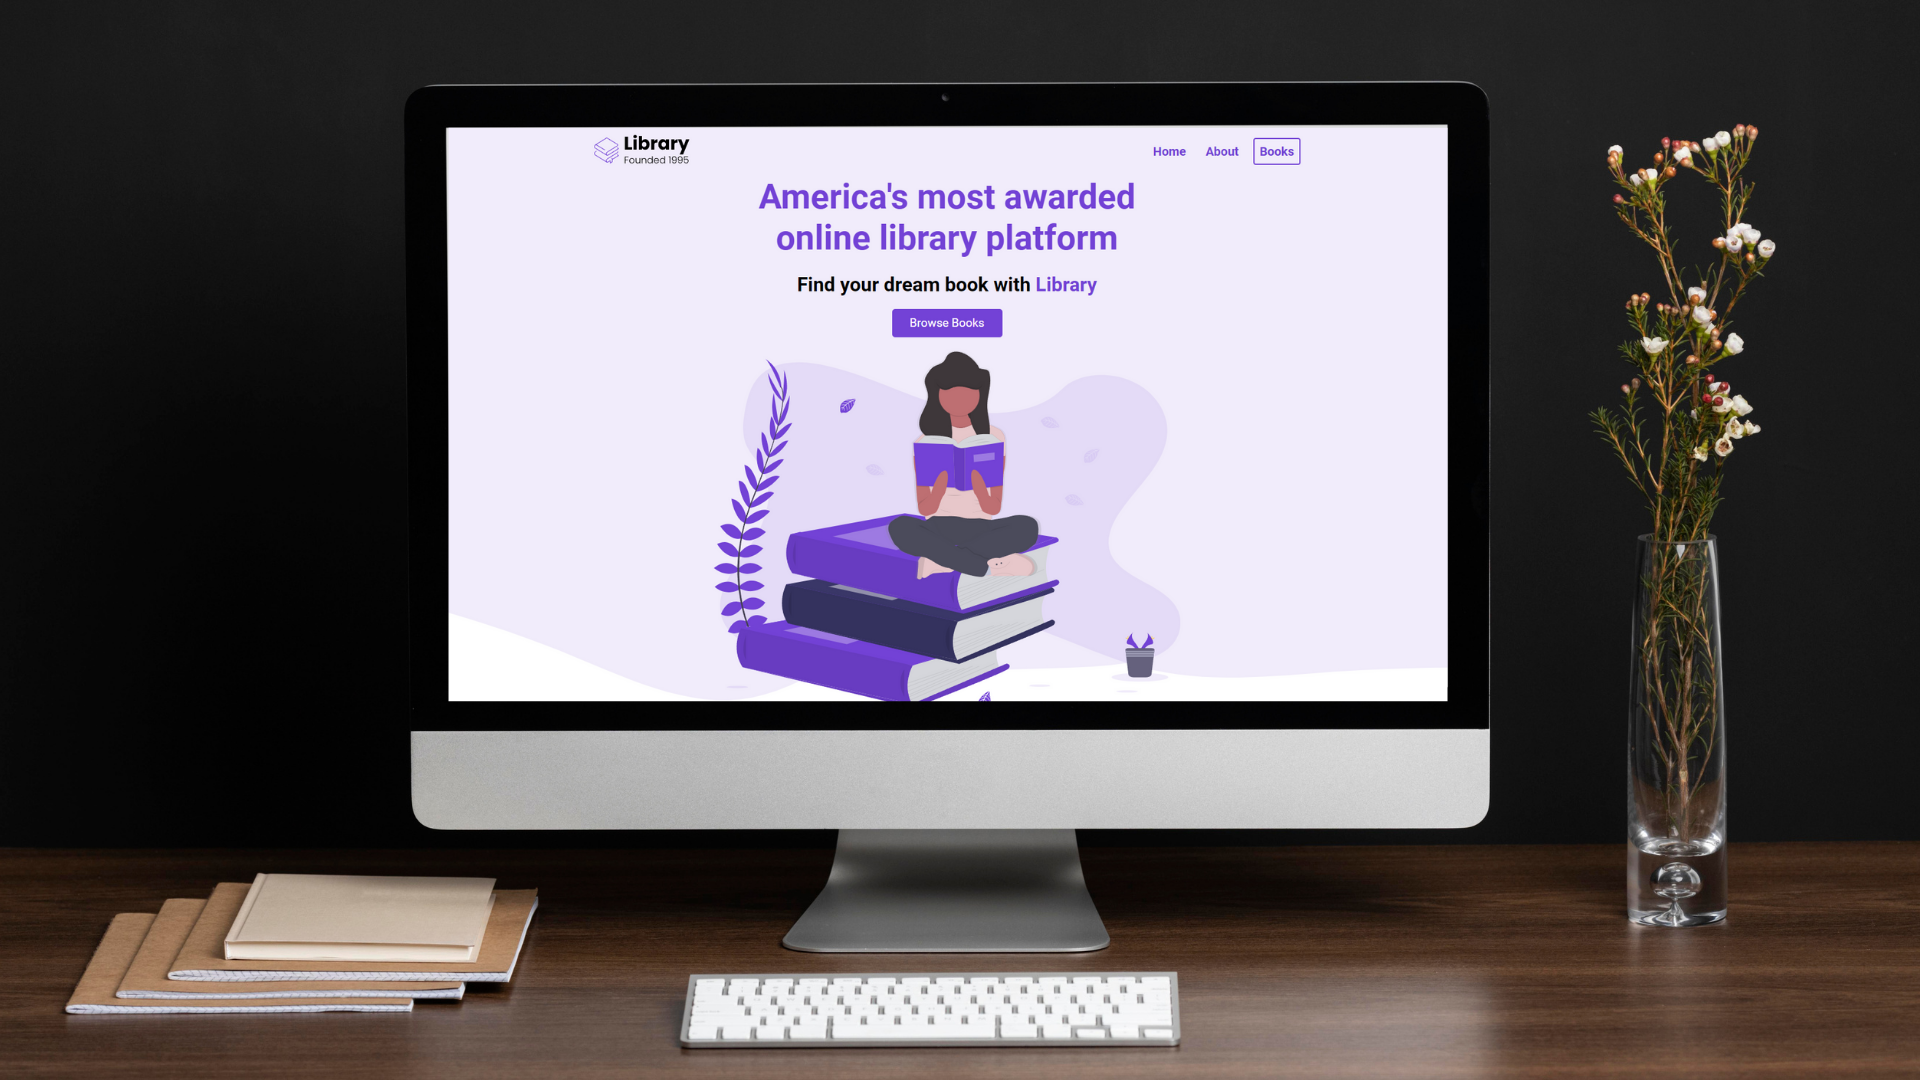 Library
Founded 1995
Home About Books
America's most awarded
online library platform
Find your dream book with Library
Browse Books